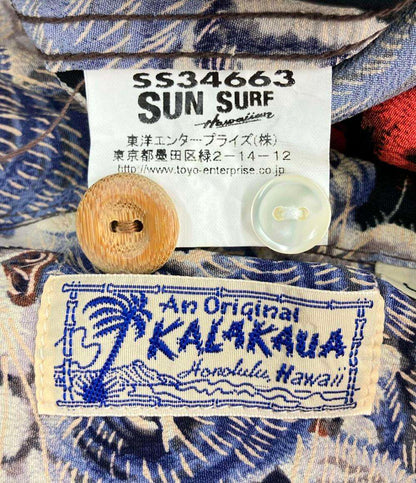 SS34663
SUN SURF
Hawaiian
東洋エンタープライズ(株)
東京都墨田区緑2-14-12
http://www.toyo-enterprise.co.jp
An Original
KALAKAUA
Honolulu, Hawaii